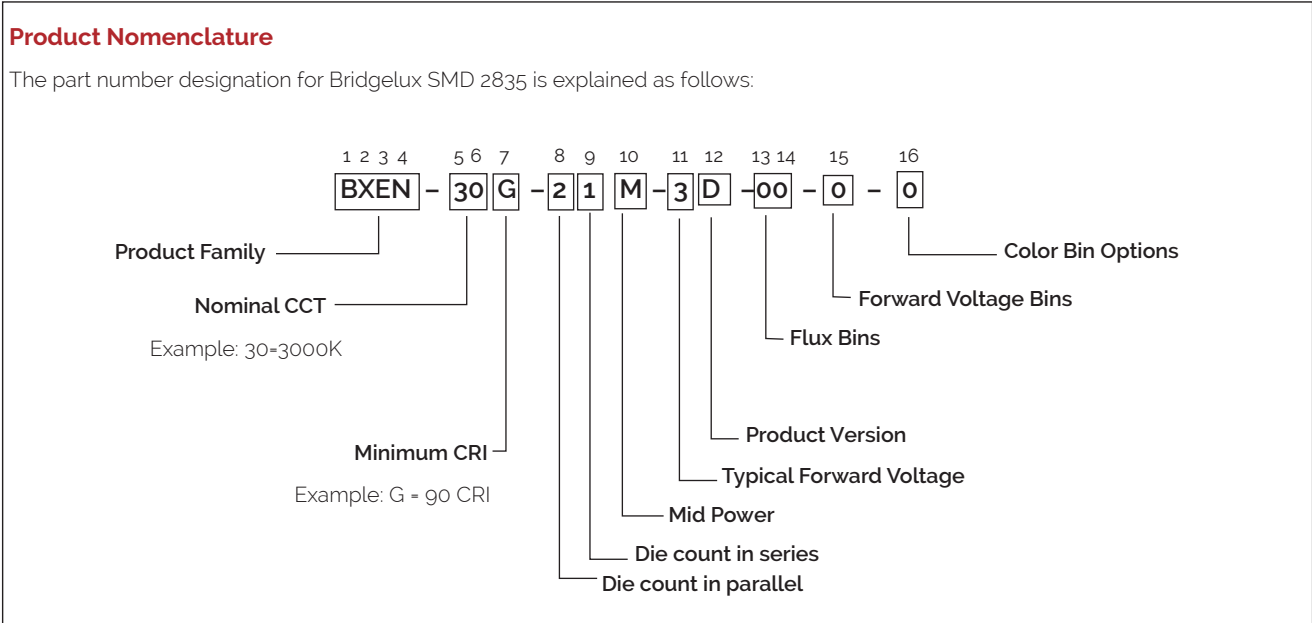 Product Nomenclature
The part number designation for Bridgelux SMD 2835 is explained as follows:
1 2 3 4 5 6 7 8 9 10 11 12 13 14 15 16
BXEN – 30 G – 2 1 M – 3 D – 00 – 0 – 0
Product Family
Color Bin Options
Nominal CCT
Forward Voltage Bins
Example: 30=3000K
Flux Bins
Product Version
Minimum CRI
Typical Forward Voltage
Example: G = 90 CRI
Mid Power
Die count in series
Die count in parallel